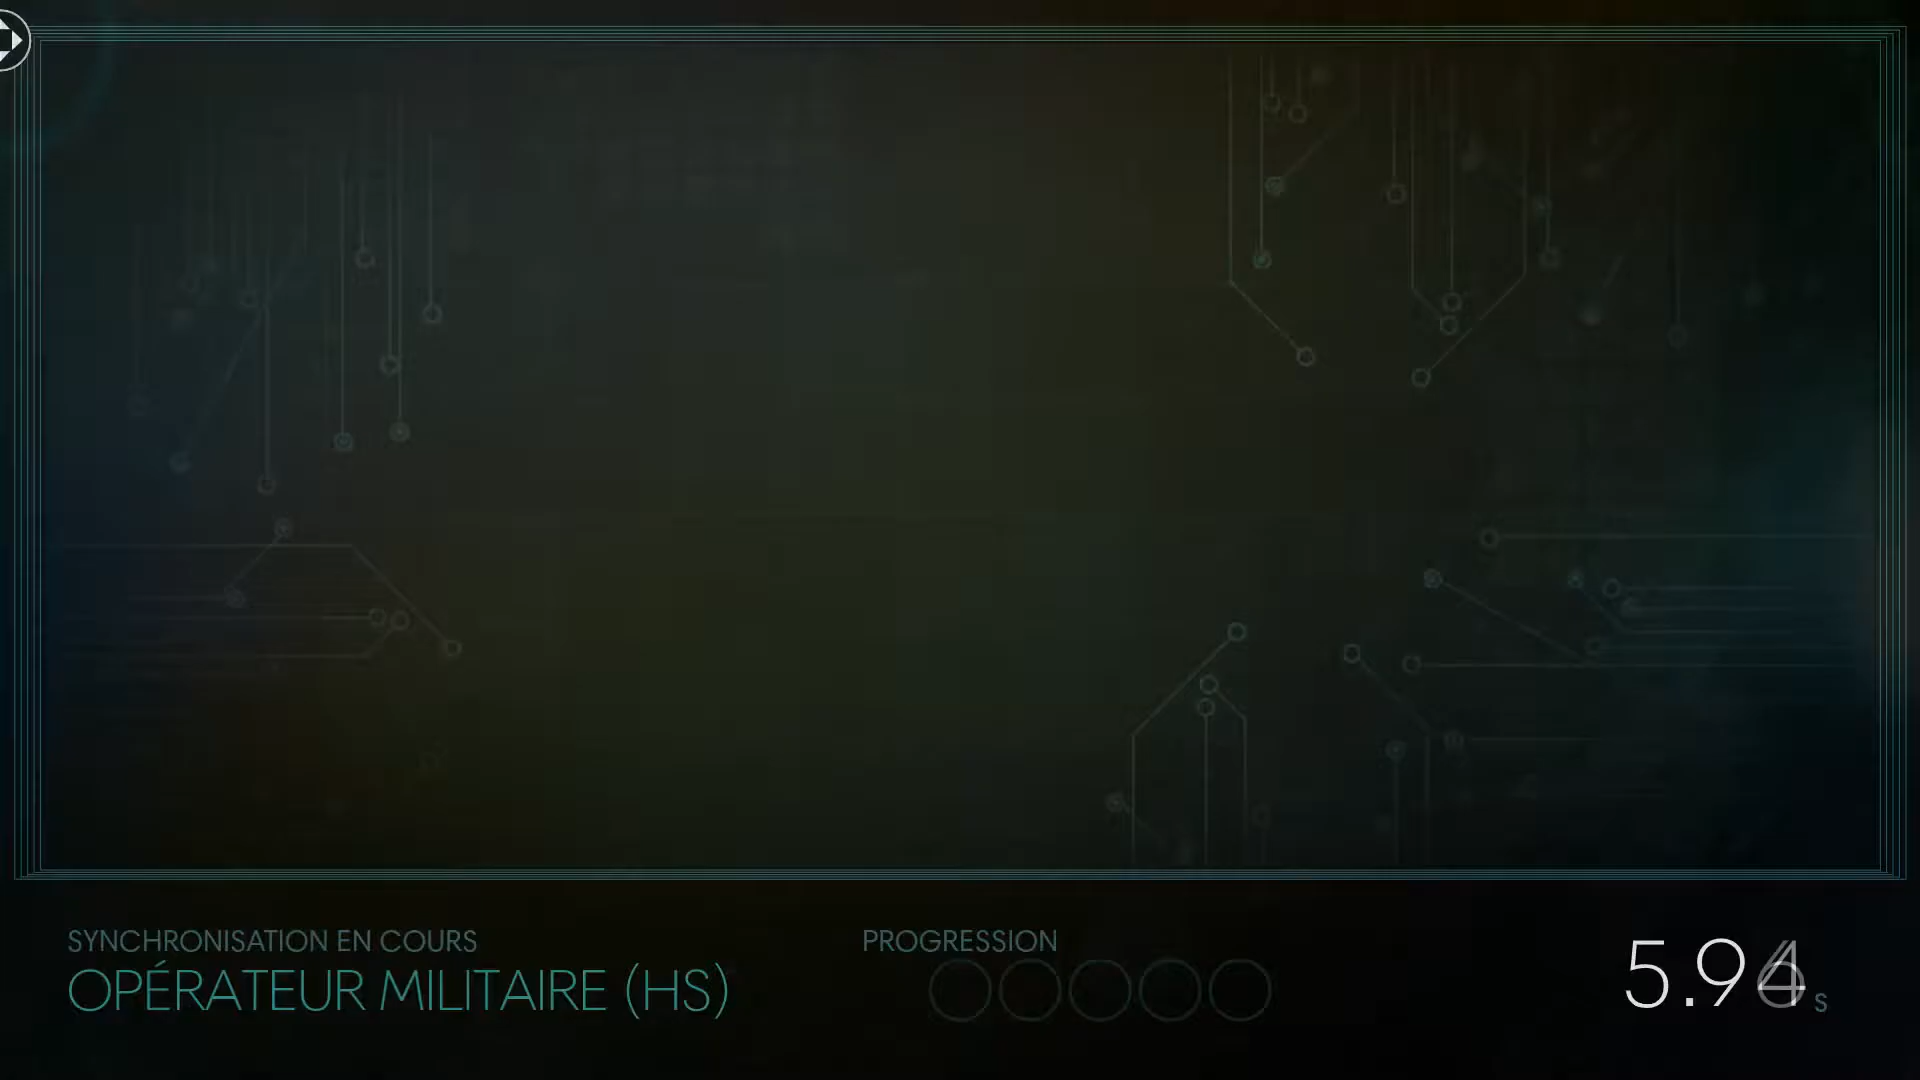 SYNCHRONISATION EN COURS
OPÉRATEUR MILITAIRE (HS)
PROGRESSION
5.94 s